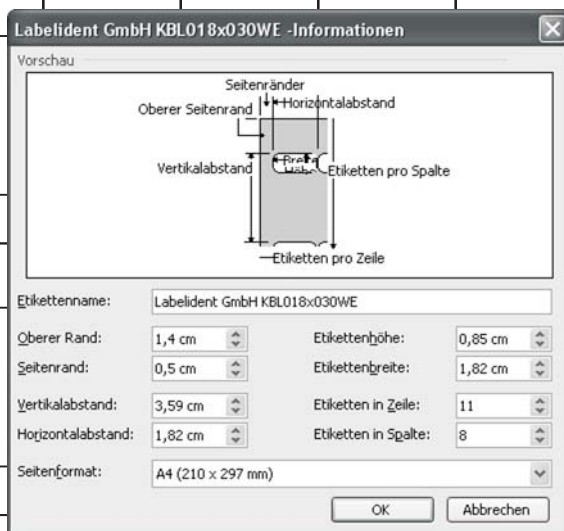 Labelident GmbH KBL018x030WE -Informationen
Vorschau
Seitenränder
Horizontalabstand
Oberer Seitenrand
Breite
Vertikalabstand
Höhe
Etiketten pro Spalte
Etiketten pro Zeile
Etikettenname: Labelident GmbH KBL018x030WE
Oberer Rand: 1,4 cm Etikettenhöhe: 0,85 cm
Seitenrand: 0,5 cm Etikettenbreite: 1,82 cm
Vertikalabstand: 3,59 cm Etiketten in Zeile: 11
Horizontalabstand: 1,82 cm Etiketten in Spalte: 8
Seitenformat: A4 (210 x 297 mm)
OK Abbrechen